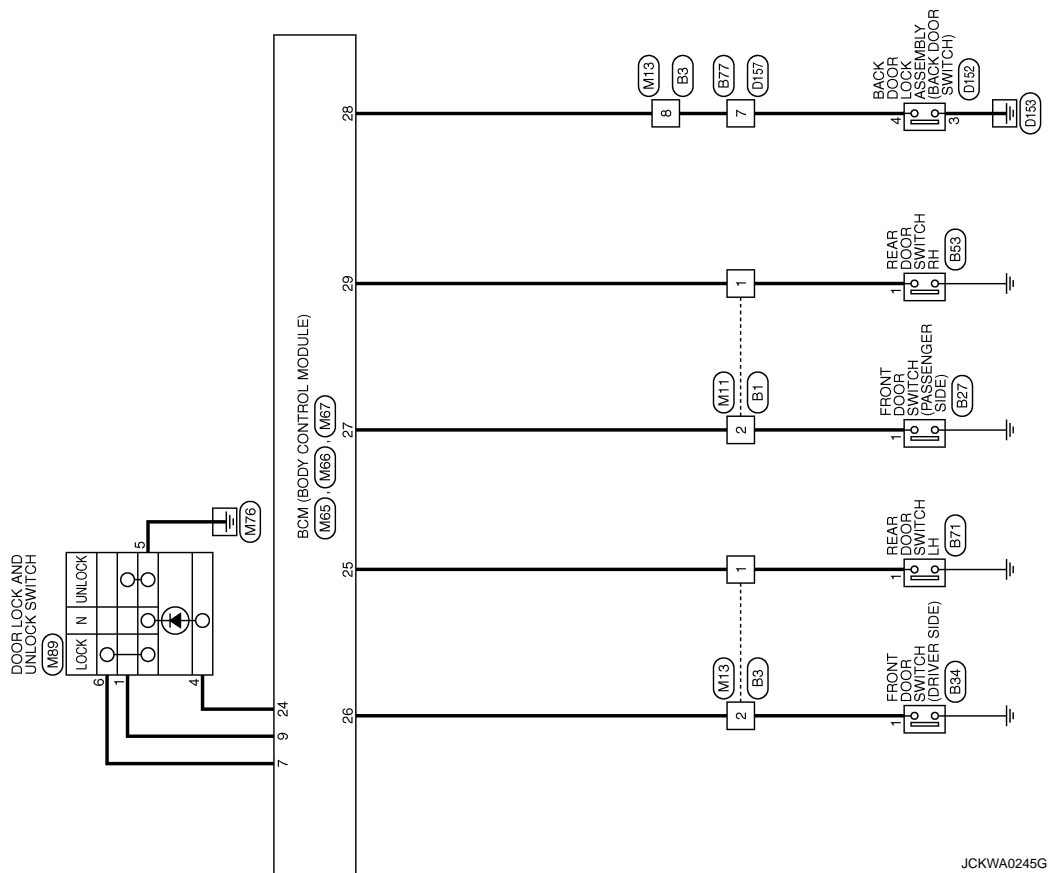 DOOR LOCK AND
UNLOCK SWITCH
M89
LOCK
N
UNLOCK
6
1
4
5
M76
7
9
24
BCM (BODY CONTROL MODULE)
M65 , M66 , M67
26
25
27
29
28
M13
B3
8
B77
D157
7
M13
B3
2
1
M11
B1
2
1
1
FRONT
DOOR
SWITCH
(DRIVER SIDE)
B34
1
REAR
DOOR
SWITCH
LH
B71
1
FRONT
DOOR
SWITCH
(PASSENGER
SIDE)
B27
1
REAR
DOOR
SWITCH
RH
B53
4
3
BACK
DOOR
LOCK
ASSEMBLY
(BACK DOOR
SWITCH)
D152
D153
JCKWA0245G